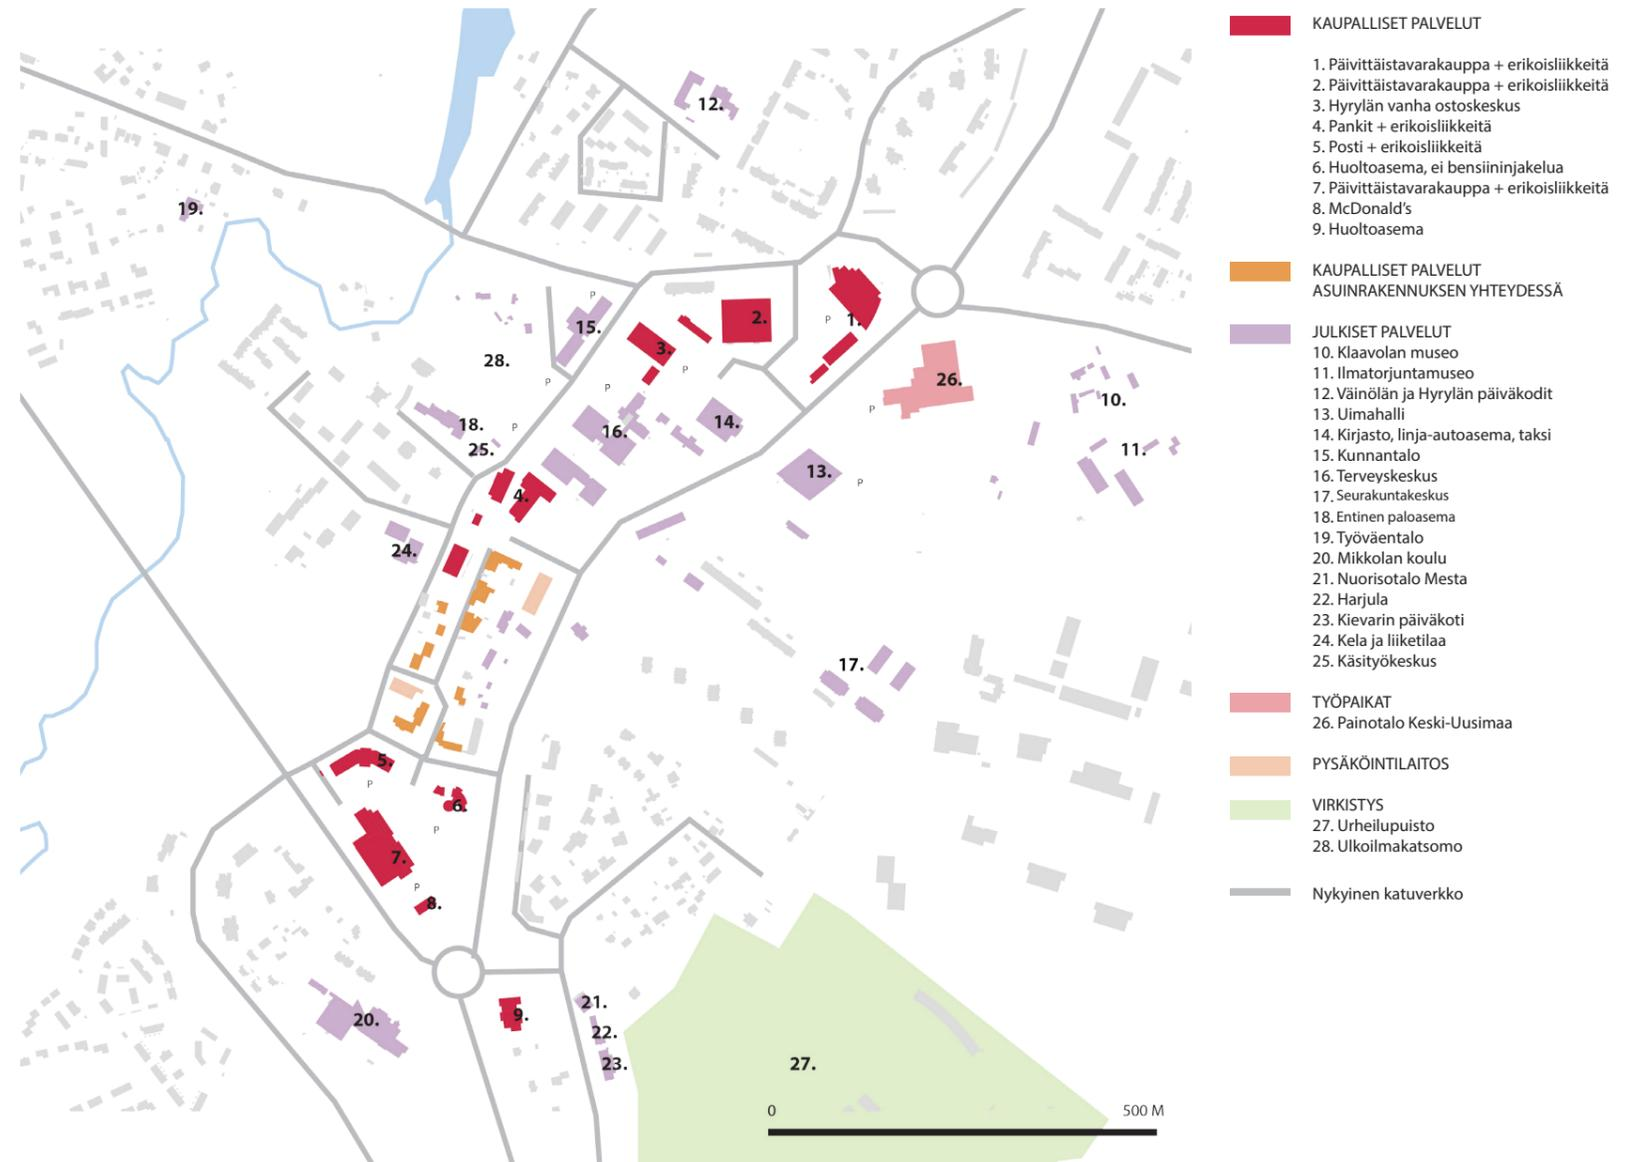 KAUPALLISET PALVELUT
1. Päivittäistavarakauppa + erikoisliikkeitä
2. Päivittäistavarakauppa + erikoisliikkeitä
3. Hyrylän vanha ostoskeskus
4. Pankit + erikoisliikkeitä
5. Posti + erikoisliikkeitä
6. Huoltoasema, ei bensiininjakelua
7. Päivittäistavarakauppa + erikoisliikkeitä
8. McDonald's
9. Huoltoasema
KAUPALLISET PALVELUT
ASUINRAKENNUKSEN YHTEYDESSÄ
JULKISET PALVELUT
10. Klaavolan museo
11. Ilmatorjuntamuseo
12. Väinölän ja Hyrylän päiväkodit
13. Uimahalli
14. Kirjasto, linja-autoasema, taksi
15. Kunnantalo
16. Terveyskeskus
17. Seurakuntakeskus
18. Entinen paloasema
19. Työväentalo
20. Mikkolan koulu
21. Nuorisotalo Mesta
22. Harjula
23. Kievarin päiväkoti
24. Kela ja liiketilaa
25. Käsityökeskus
TYÖPAIKAT
26. Painotalo Keski-Uusimaa
PYSÄKÖINTILAITOS
VIRKISTYS
27. Urheilupuisto
28. Ulkoilmakatsomo
Nykyinen katuverkko
12.
19.
P
15.
2.
P
1.
3.
28.
P
P
P
26.
P
10.
18.
P
16.
14.
25.
11.
13.
P
4.
24.
17.
5.
P
6.
P
7.
P
8.
21.
9.
20.
22.
23.
27.
0
500 M